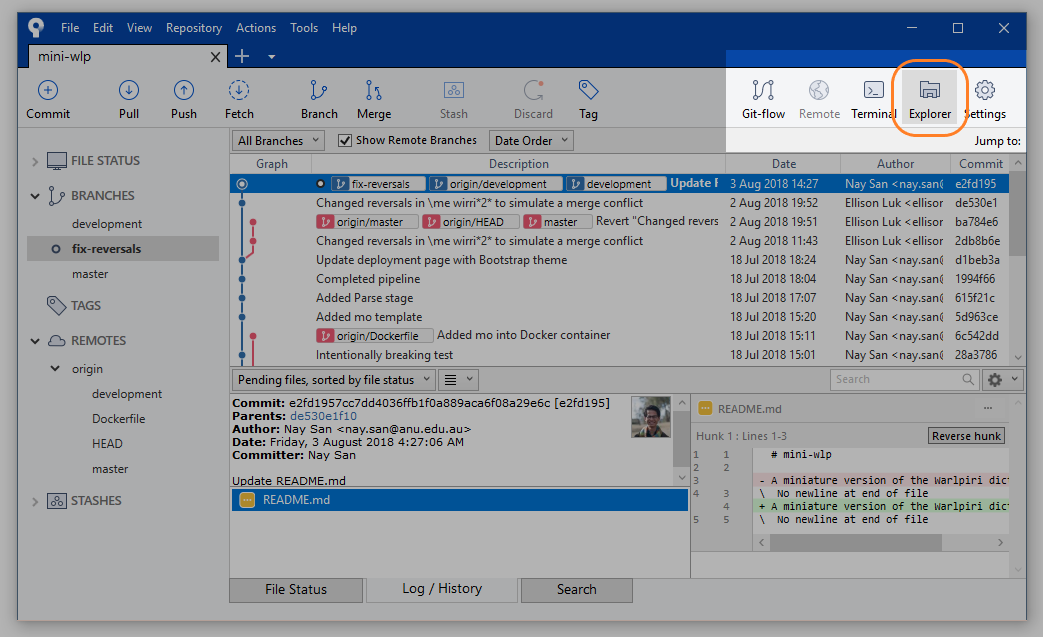 File Edit View Repository Actions Tools Help
mini-wlp
Commit Pull Push Fetch Branch Merge Stash Discard Tag Git-flow Remote Terminal Explorer Settings
All Branches Show Remote Branches Date Order Jump to:
Graph Description Date Author Commit
fix-reversals origin/development development Update 3 Aug 2018 14:27 Nay San <nay.san@ e2fd195
Changed reversals in \me wirri*2* to simulate a merge conflict 2 Aug 2018 19:52 Ellison Luk <ellison de530e1
origin/master origin/HEAD master Revert "Changed revers 2 Aug 2018 19:51 Ellison Luk <ellison ba784e6
Changed reversals in \me wirri*2* to simulate a merge conflict 2 Aug 2018 11:43 Ellison Luk <ellison 2db8b6e
Update deployment page with Bootstrap theme 18 Jul 2018 18:24 Nay San <nay.san@ d1beb3a
Completed pipeline 18 Jul 2018 18:04 Nay San <nay.san@ 1994f66
Added Parse stage 18 Jul 2018 17:07 Nay San <nay.san@ 615f21c
Added mo template 18 Jul 2018 15:20 Nay San <nay.san@ 5d963ce
origin/Dockerfile Added mo into Docker container 18 Jul 2018 15:11 Nay San <nay.san@ 6c542dd
Intentionally breaking test 18 Jul 2018 15:01 Nay San <nay.san@ 28a3786
FILE STATUS
BRANCHES
development
fix-reversals
master
TAGS
REMOTES
origin
development
Dockerfile
HEAD
master
STASHES
Pending files, sorted by file status Search
Commit: e2fd1957cc7dd4036ffb1f0a889aca6f08a29e6c [e2fd195]
Parents: de530e1f10
Author: Nay San <nay.san@anu.edu.au>
Date: Friday, 3 August 2018 4:27:06 AM
Committer: Nay San
Update README.md
README.md
README.md
Hunk 1 : Lines 1-3 Reverse hunk
1 1 # mini-wlp
2 2
3 - A miniature version of the Warlpiri dict
4 3 \ No newline at end of file
4 + A miniature version of the Warlpiri dict
5 5 \ No newline at end of file
File Status Log / History Search